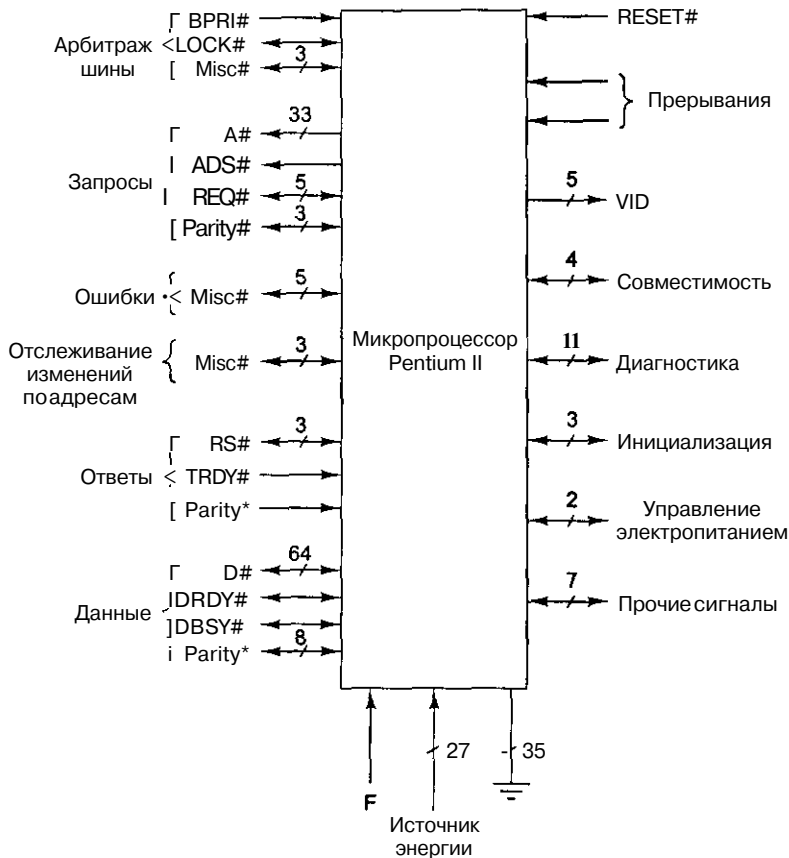 Арбитраж шины
BPRI#
LOCK#
Misc# 3
Запросы
A# 33
ADS#
REQ# 5
Parity# 3
Ошибки
Misc# 5
Отслеживание
изменений
по адресам
Misc# 3
Ответы
RS# 3
TRDY#
Parity*
Данные
D# 64
DRDY#
DBSY#
Parity* 8
Микропроцессор
Pentium II
RESET#
Прерывания
5 VID
4 Совместимость
11 Диагностика
3 Инициализация
2 Управление
электропитанием
7 Прочие сигналы
F
27
Источник
энергии
35